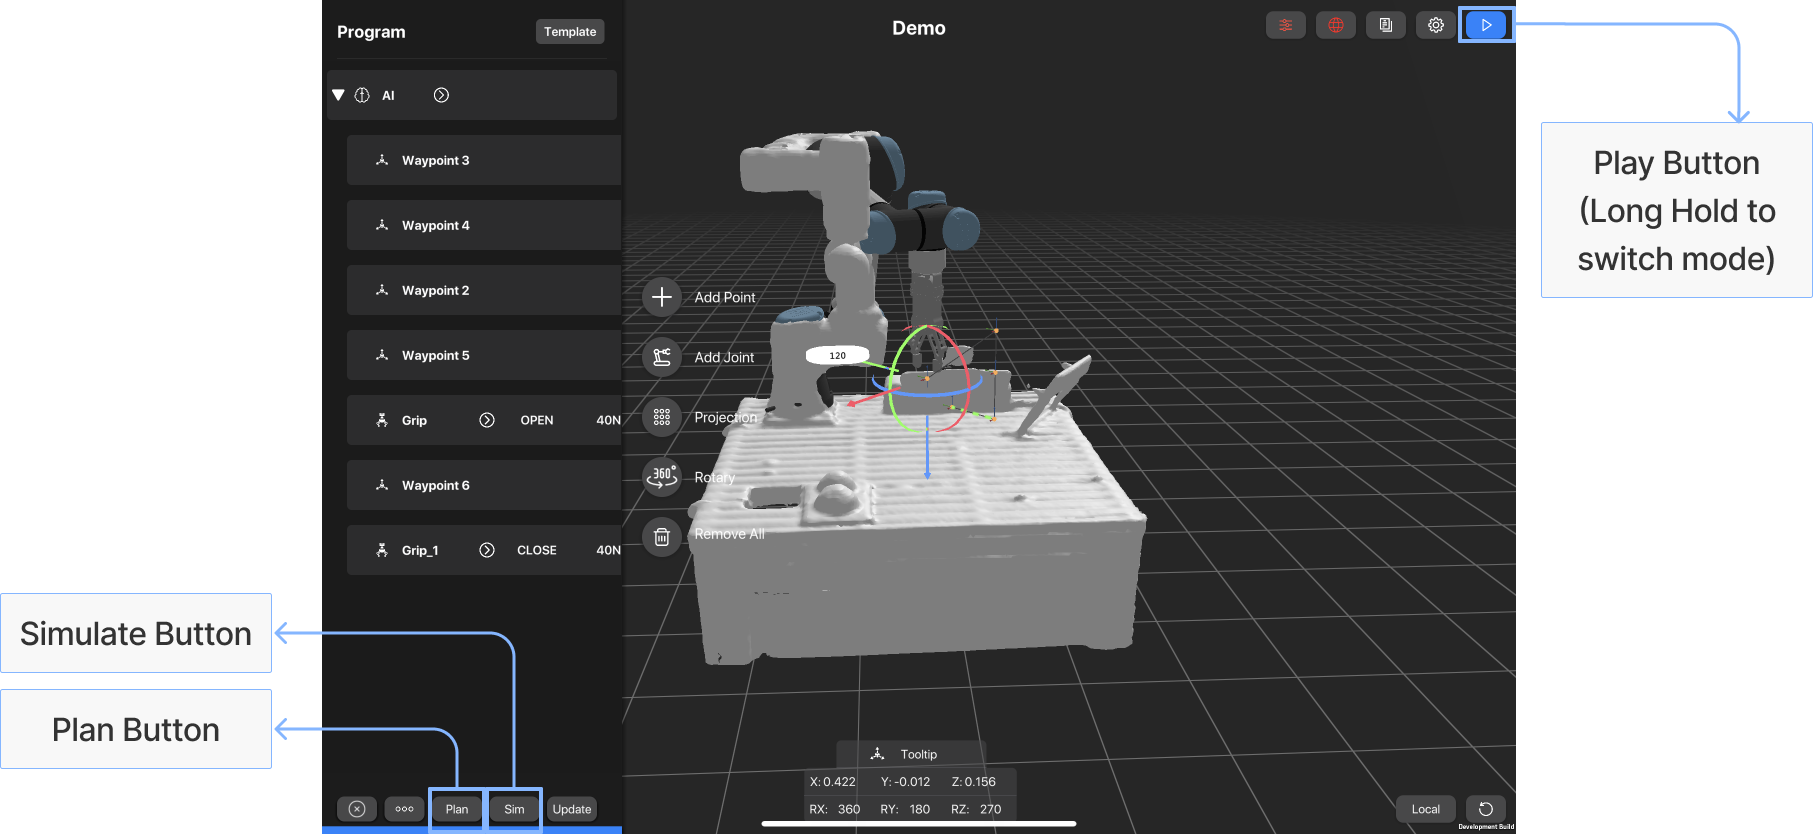 Program
Template
AI
Waypoint 3
Waypoint 4
Waypoint 2
Waypoint 5
Grip OPEN 40N
Waypoint 6
Grip_1 CLOSE 40N
Plan Sim Update
Demo
Add Point
Add Joint
Projection
360°
Rotary
Remove All
120
Tooltip
X: 0.422 Y: -0.012 Z: 0.156
RX: 360 RY: 180 RZ: 270
Local
Development Build
Play Button
(Long Hold to
switch mode)
Simulate Button
Plan Button